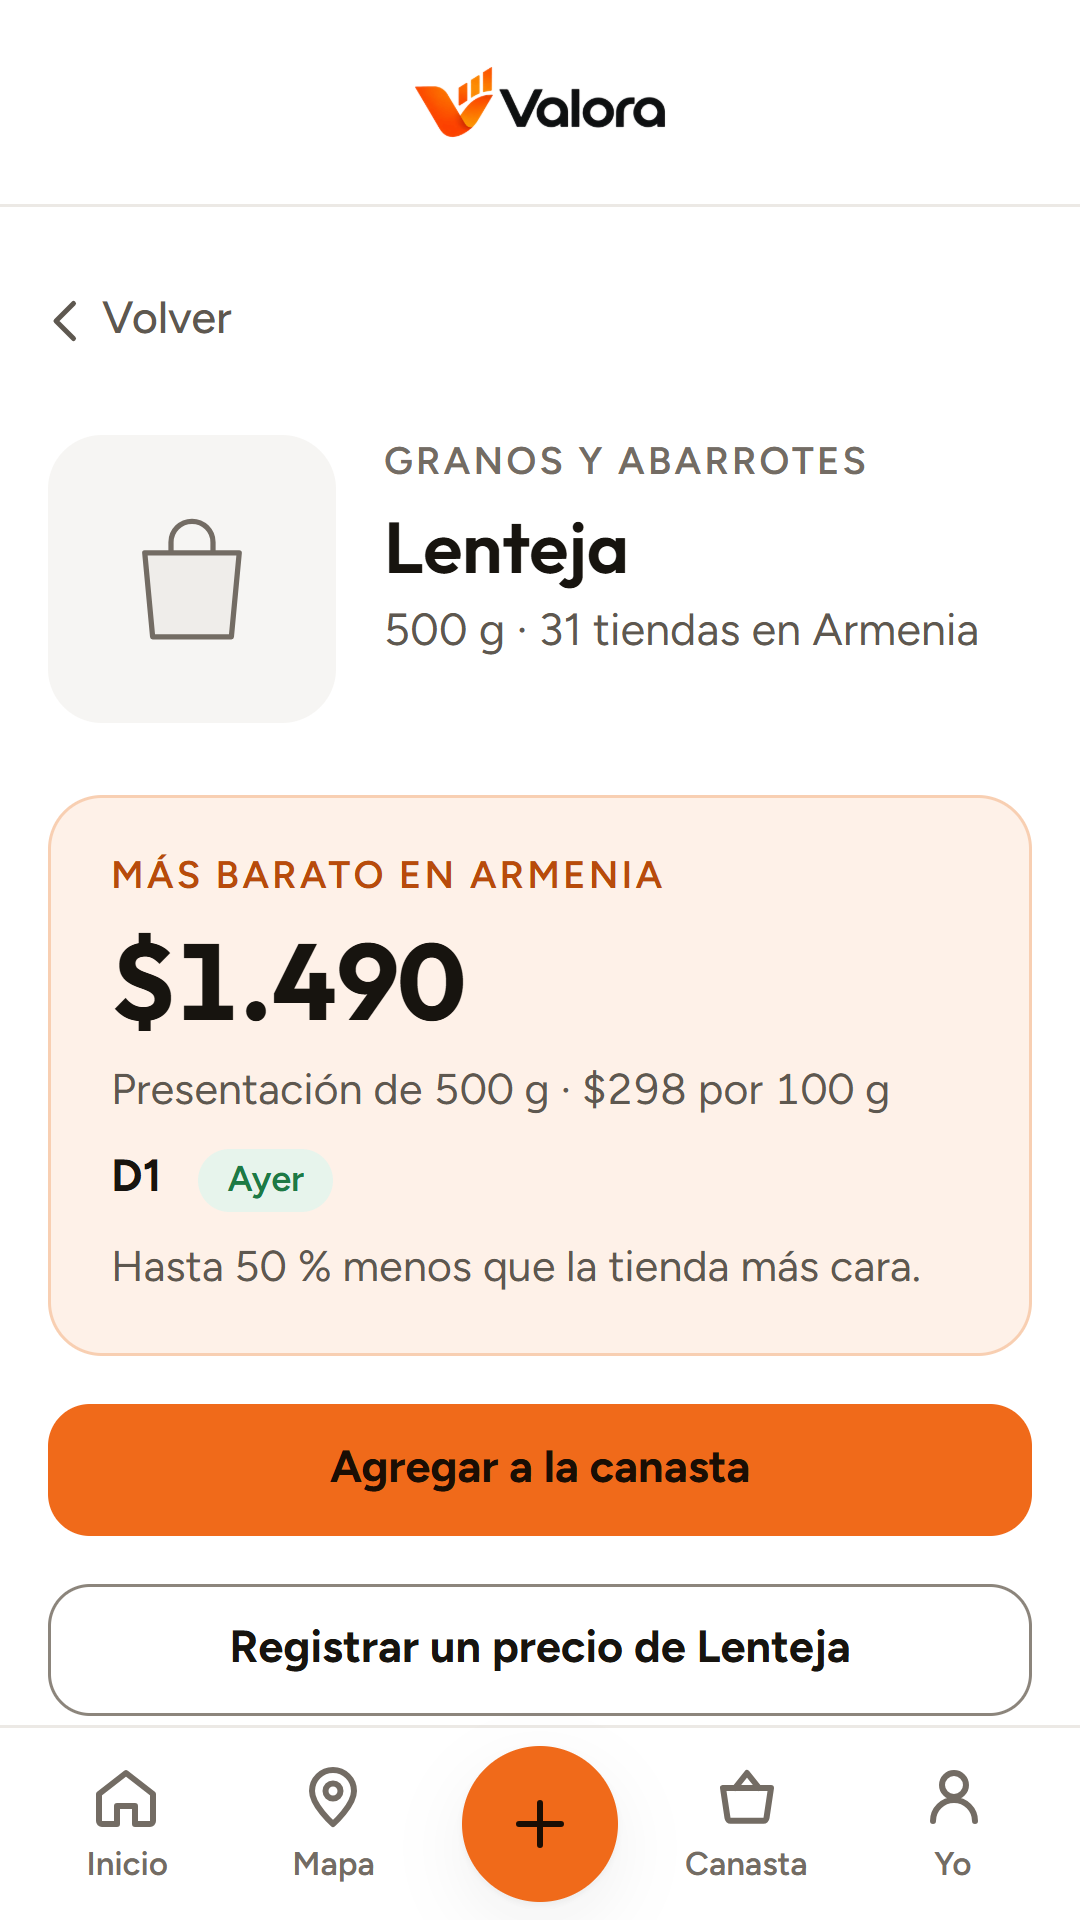 Valora
Volver
GRANOS Y ABARROTES
Lenteja
500 g · 31 tiendas en Armenia
MÁS BARATO EN ARMENIA
$1.490
Presentación de 500 g · $298 por 100 g
D1 Ayer
Hasta 50 % menos que la tienda más cara.
Agregar a la canasta
Registrar un precio de Lenteja
Inicio Mapa Canasta Yo